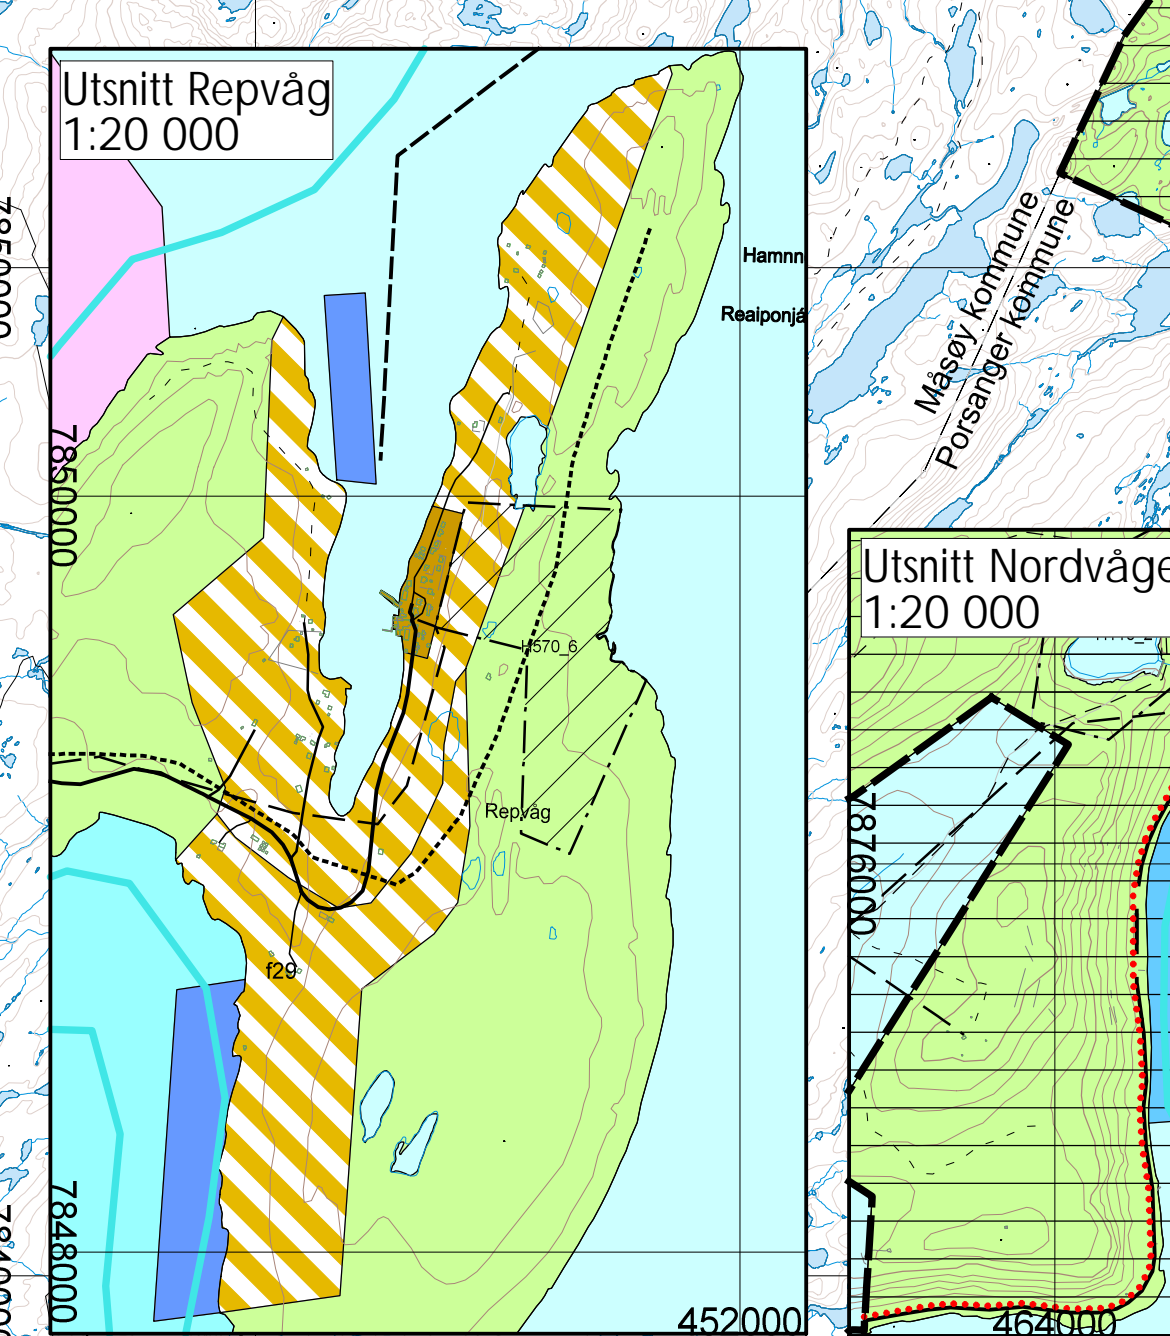 Utsnitt Repvåg
1:20 000
Hamnn
Reaiponjá
Måsøy kommune
Porsanger kommune
7850000
7850000
H570_6
Repvåg
f29
7848000
452000
Utsnitt Nordvåge
1:20 000
7876000
464000